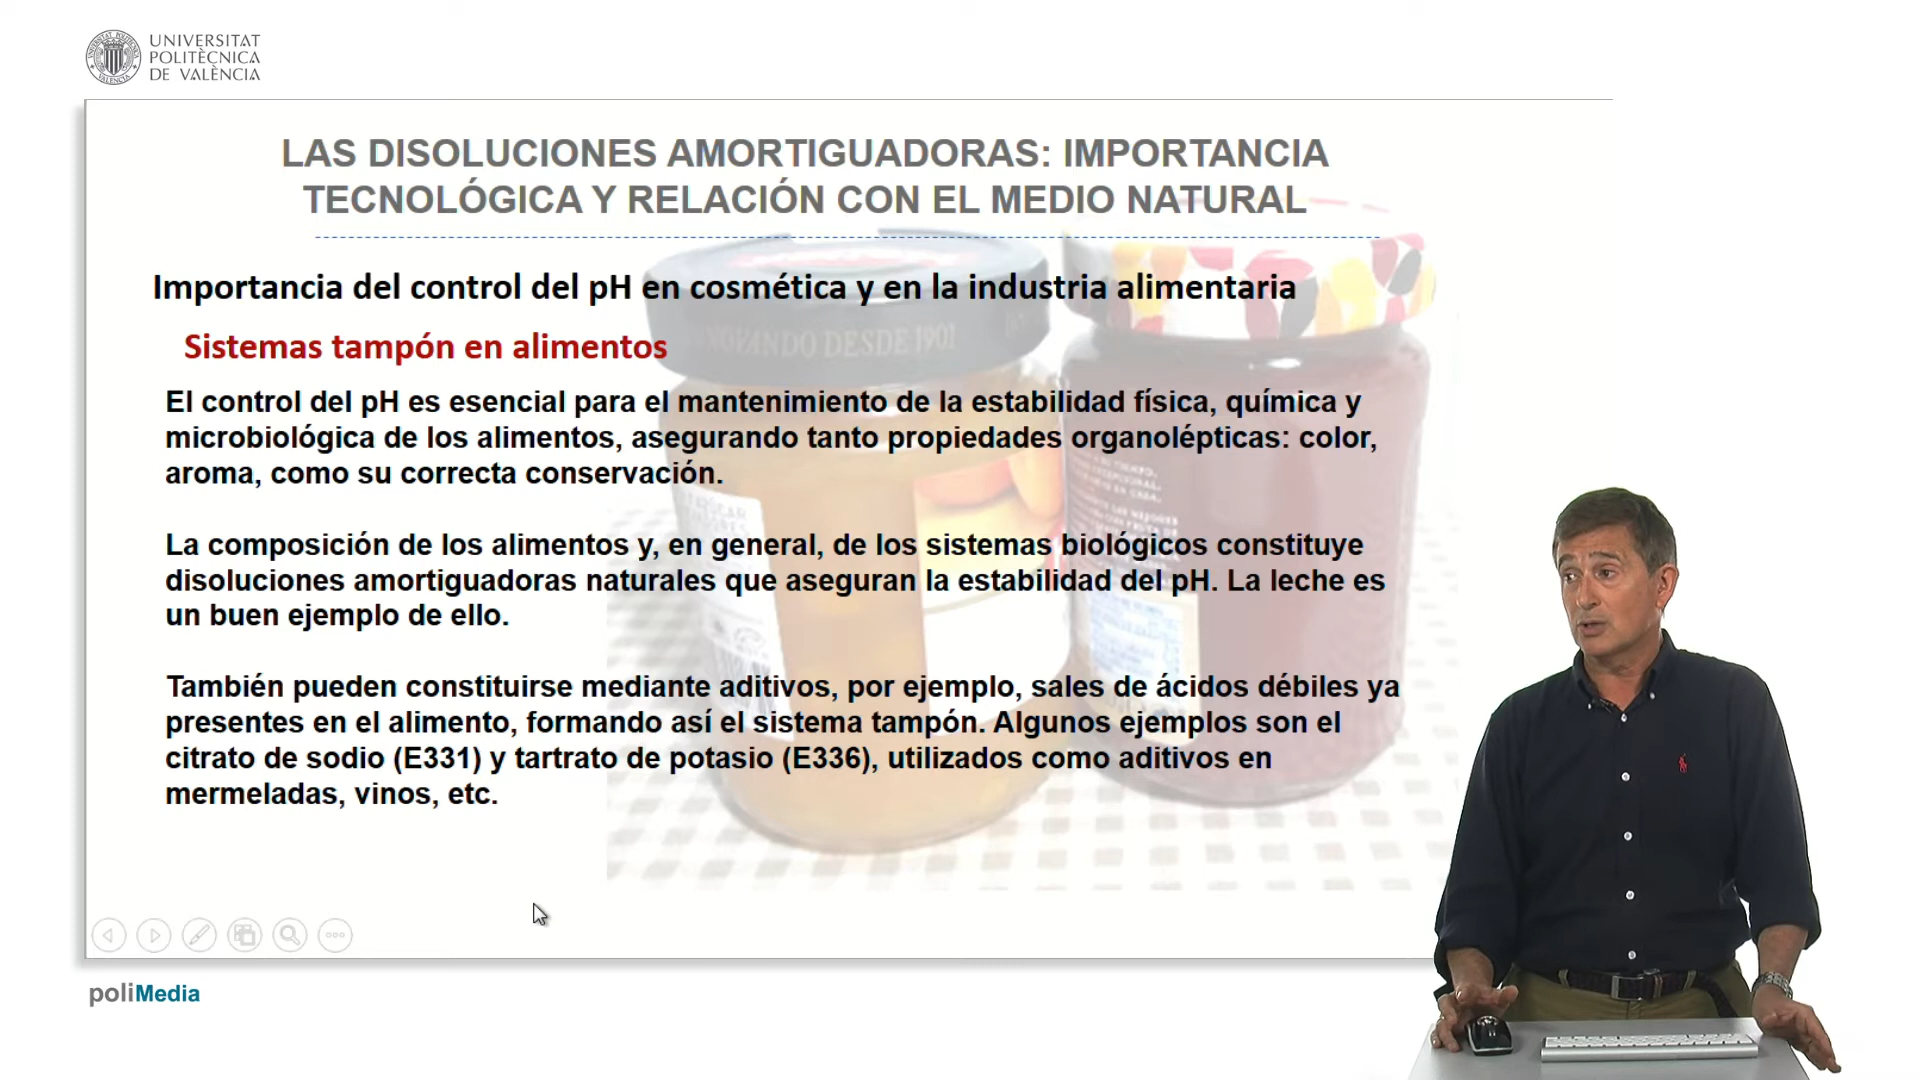 UNIVERSITAT
POLITÈCNICA
DE VALÈNCIA
LAS DISOLUCIONES AMORTIGUADORAS: IMPORTANCIA
TECNOLÓGICA Y RELACIÓN CON EL MEDIO NATURAL
Importancia del control del pH en cosmética y en la industria alimentaria
DESDE 1901
Sistemas tampón en alimentos
El control del pH es esencial para el mantenimiento de la estabilidad física, química y
microbiológica de los alimentos, asegurando tanto propiedades organolépticas: color,
aroma, como su correcta conservación.
La composición de los alimentos y, en general, de los sistemas biológicos constituye
disoluciones amortiguadoras naturales que aseguran la estabilidad del pH. La leche es
un buen ejemplo de ello.
También pueden constituirse mediante aditivos, por ejemplo, sales de ácidos débiles ya
presentes en el alimento, formando así el sistema tampón. Algunos ejemplos son el
citrato de sodio (E331) y tartrato de potasio (E336), utilizados como aditivos en
mermeladas, vinos, etc.
poliMedia